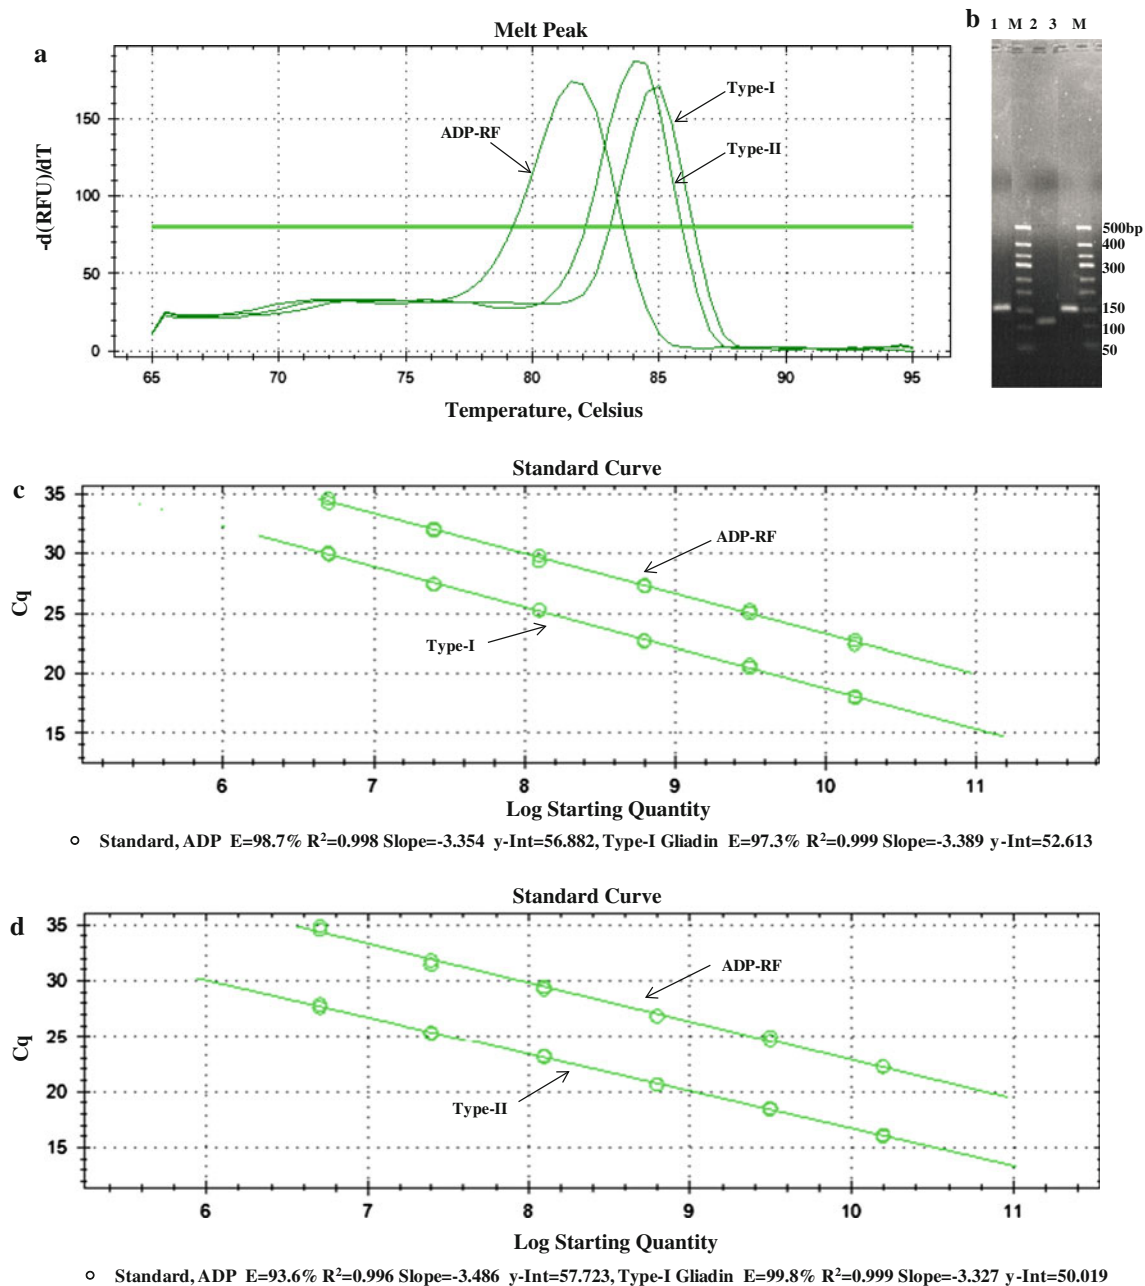 a
Melt Peak
-d(RFU)/dT
150
100
50
0
ADP-RF
Type-I
Type-II
65 70 75 80 85 90 95
Temperature, Celsius
b
1 M 2 3 M
500bp
400
300
150
100
50
c
Standard Curve
Cq
35
30
25
20
15
ADP-RF
Type-I
6 7 8 9 10 11
Log Starting Quantity
Standard, ADP E=98.7% R²=0.998 Slope=-3.354 y-Int=56.882, Type-I Gliadin E=97.3% R²=0.999 Slope=-3.389 y-Int=52.613
d
Standard Curve
Cq
35
30
25
20
15
ADP-RF
Type-II
6 7 8 9 10 11
Log Starting Quantity
Standard, ADP E=93.6% R²=0.996 Slope=-3.486 y-Int=57.723, Type-I Gliadin E=99.8% R²=0.999 Slope=-3.327 y-Int=50.019